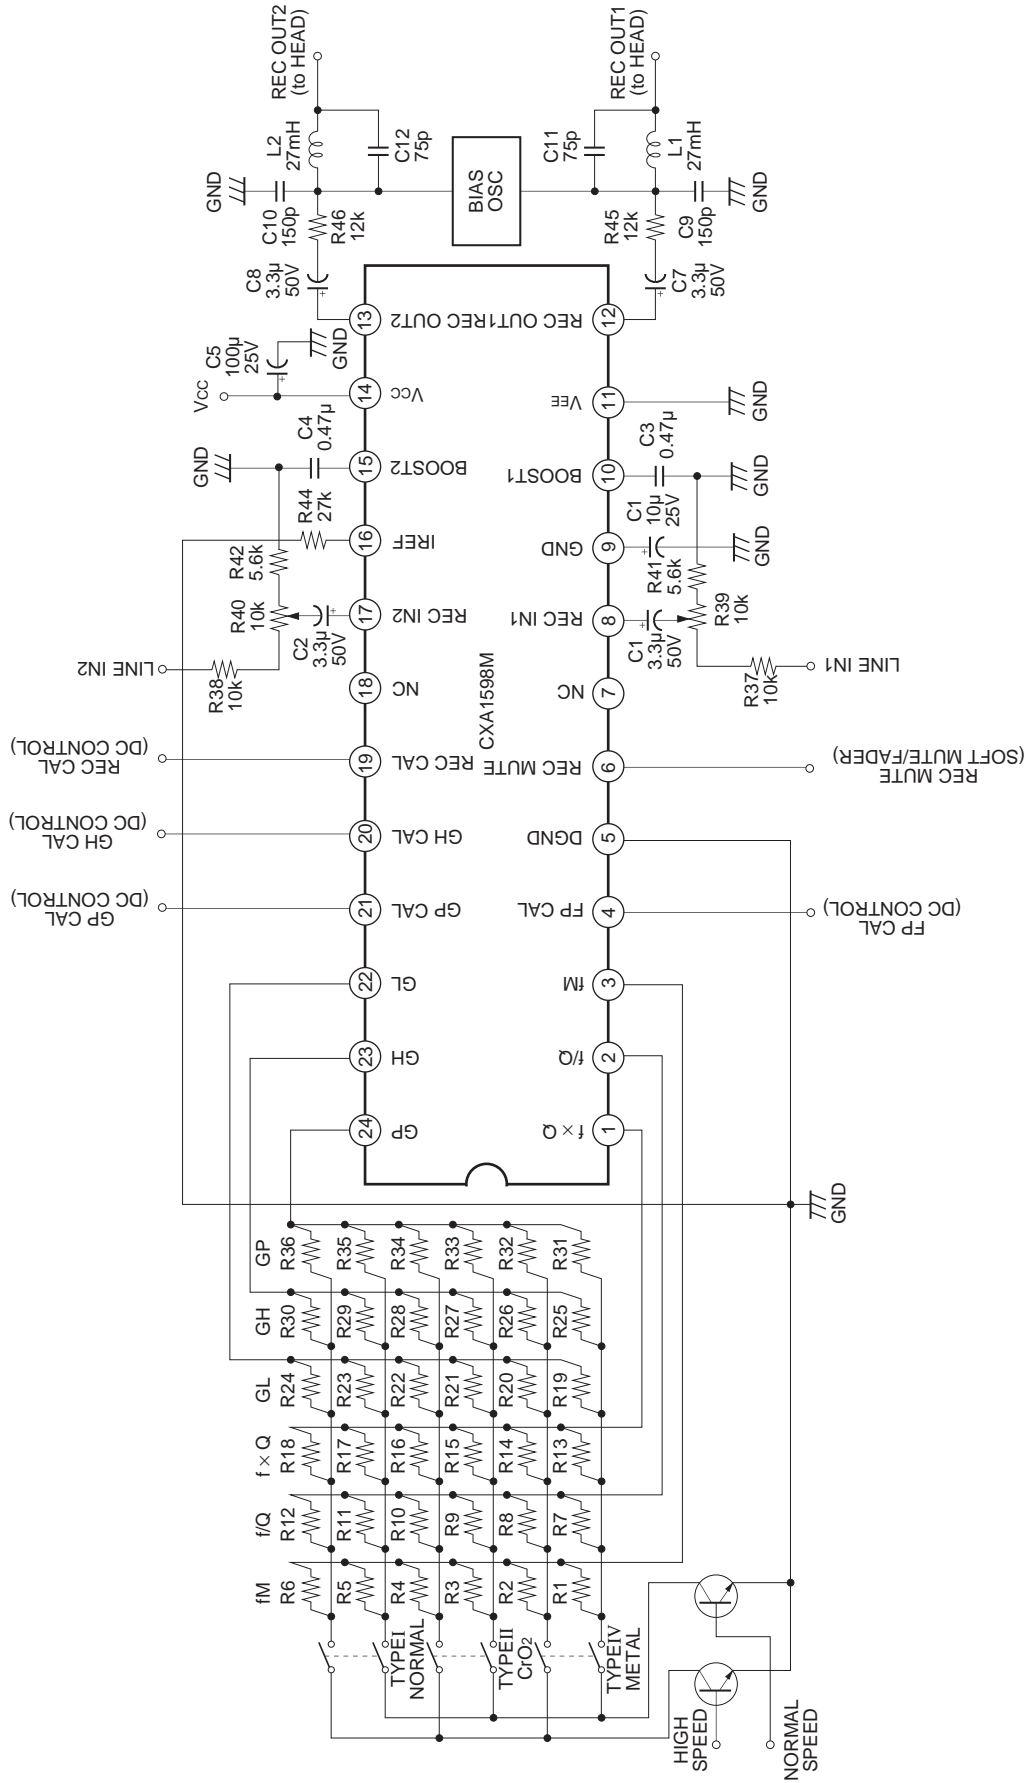 REC OUT2
(to HEAD)
L2
27mH
C12
75p
GND
C10
150p
R46
12k
C8
3.3µ
50V
BIAS
OSC
REC OUT1
(to HEAD)
C11
75p
L1
27mH
R45
12k
C9
150p
GND
C7
3.3µ
50V
13
REC OUT2
REC OUT1
12
GND
C5
100µ
25V
VCC
14
VCC
VEE
11
GND
GND
C4
0.47µ
15
BOOST2
BOOST1
10
C3
0.47µ
GND
R44
27k
16
IREF
GND
9
C1
10µ
25V
GND
R42
5.6k
R41
5.6k
R40
10k
C2
3.3µ
50V
17
REC IN2
REC IN1
8
C1
3.3µ
50V
R39
10k
LINE IN2
R38
10k
R37
10k
LINE IN1
18
NC
CXA1598M
NC
7
REC CAL
(DC CONTROL)
19
REC CAL
REC MUTE
6
REC MUTE
(SOFT MUTE/FADER)
GH CAL
(DC CONTROL)
20
GH CAL
DGND
5
GP CAL
(DC CONTROL)
21
GP CAL
FP CAL
4
FP CAL
(DC CONTROL)
22
GL
fM
3
23
GH
f/Q
2
24
GP
f × Q
1
GND
GP
R36
R35
R34
R33
R32
R31
GH
R30
R29
R28
R27
R26
R25
GL
R24
R23
R22
R21
R20
R19
f × Q
R18
R17
R16
R15
R14
R13
f/Q
R12
R11
R10
R9
R8
R7
fM
R6
R5
R4
R3
R2
R1
TYPEI
NORMAL
TYPEII
CrO2
TYPEIV
METAL
HIGH
SPEED
NORMAL
SPEED